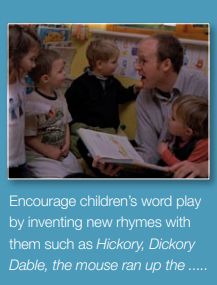 Encourage children's word play
by inventing new rhymes with
them such as Hickory, Dickory
Dable, the mouse ran up the .....